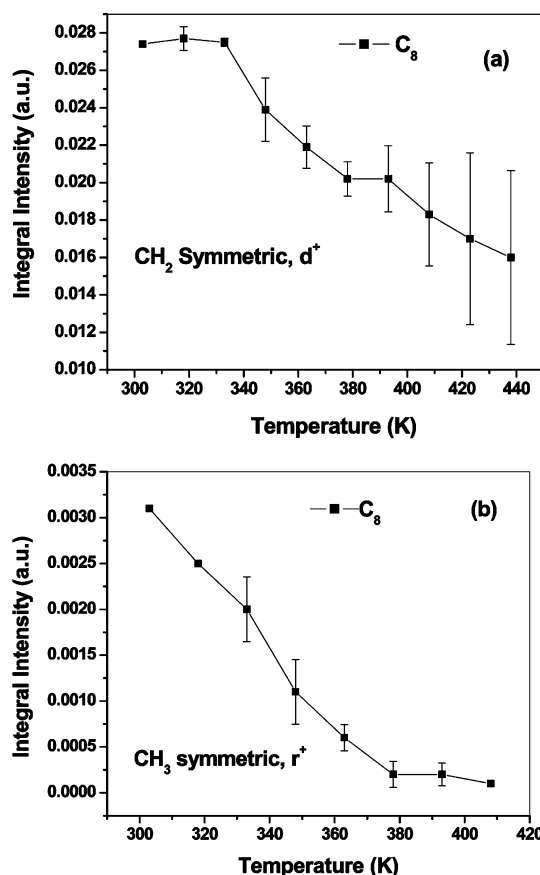 0.028
0.026
0.024
0.022
0.020
0.018
0.016
0.014
0.012
0.010
Integral Intensity (a.u.)
C8
(a)
CH2 Symmetric, d+
300 320 340 360 380 400 420 440
Temperature (K)
0.0035
0.0030
0.0025
0.0020
0.0015
0.0010
0.0005
0.0000
Integral Intensity (a.u.)
C8
(b)
CH3 symmetric, r+
300 320 340 360 380 400 420
Temperature (K)